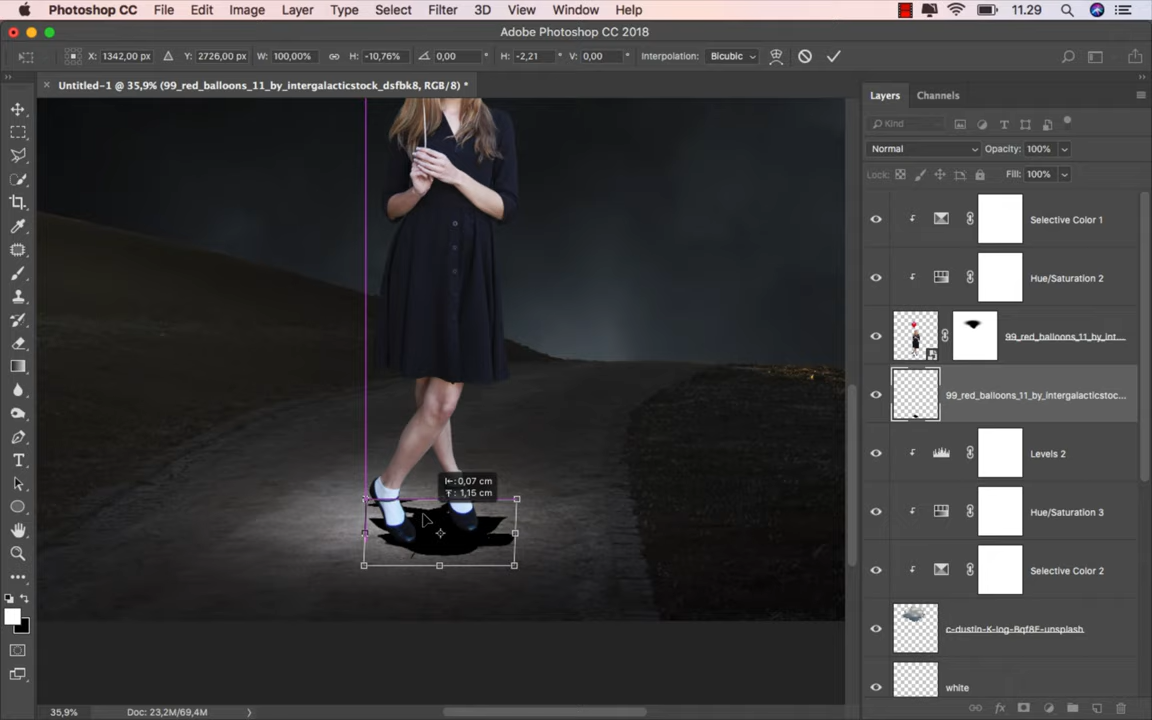 Photoshop CC File Edit Image Layer Type Select Filter 3D View Window Help 11.29
Adobe Photoshop CC 2018
X: 1342,00 px Y: 2726,00 px W: 100,00% H: -10,76% 0,00 ° H: -2,21 ° V: 0,00 ° Interpolation: Bicubic
Untitled-1 @ 35,9% (99_red_balloons_11_by_intergalacticstock_dsfbk8, RGB/8) *
Layers Channels
Kind
Normal Opacity: 100%
Lock: Fill: 100%
Selective Color 1
Hue/Saturation 2
99_red_balloons_11_by_int...
99_red_balloons_11_by_intergalacticstoc...
Levels 2
Hue/Saturation 3
Selective Color 2
c-dustin-K-Iog-Bqf8F-unsplash
white
: 0,07 cm
: 1,15 cm
35,9% Doc: 23,2M/69,4M